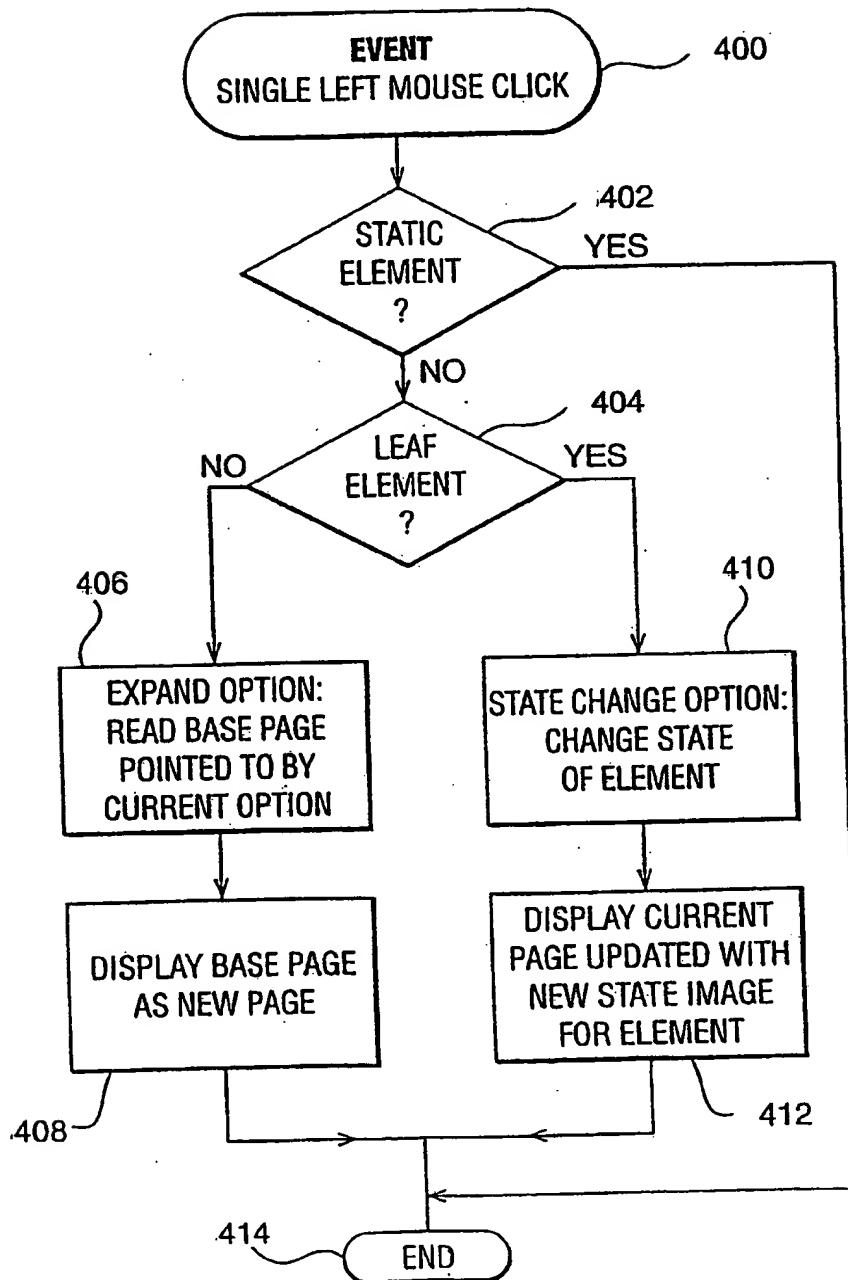 EVENT
SINGLE LEFT MOUSE CLICK
400
402
STATIC
ELEMENT
?
YES
NO
404
LEAF
ELEMENT
?
NO
YES
406
410
EXPAND OPTION:
READ BASE PAGE
POINTED TO BY
CURRENT OPTION
STATE CHANGE OPTION:
CHANGE STATE
OF ELEMENT
DISPLAY BASE PAGE
AS NEW PAGE
DISPLAY CURRENT
PAGE UPDATED WITH
NEW STATE IMAGE
FOR ELEMENT
408
412
414
END